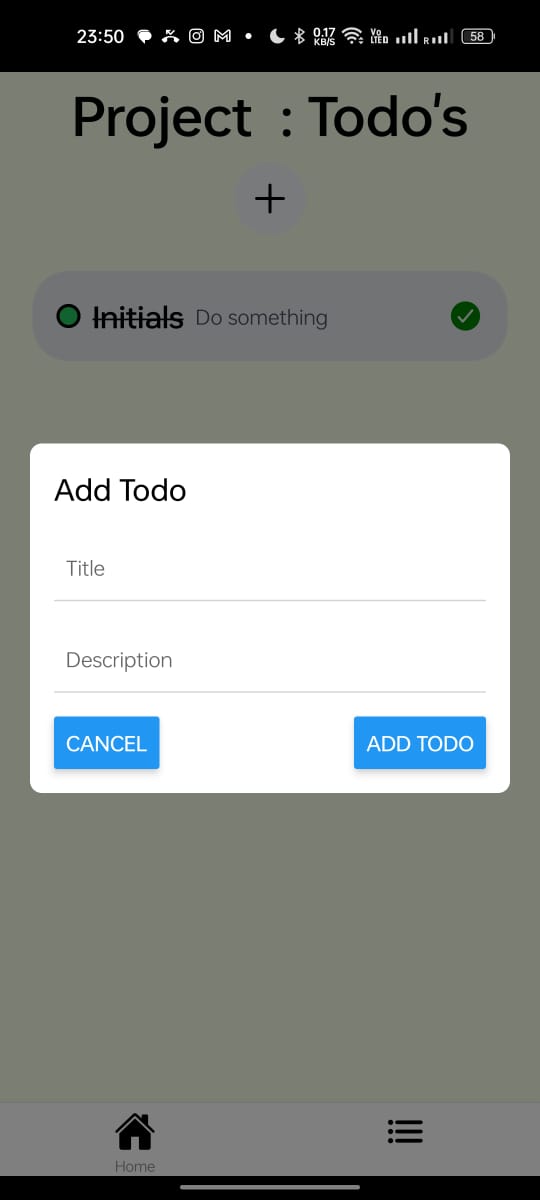 23:50 0.17 KB/S Vo LTED R 58
Project : Todo's
+
Initials Do something
Add Todo
Title
Description
CANCEL ADD TODO
Home